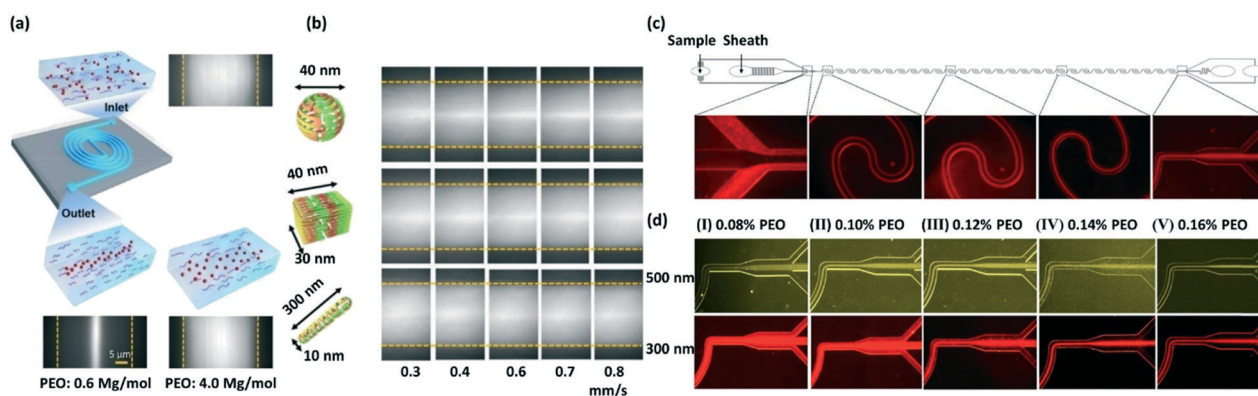 (a)
Inlet
Outlet
5 μm
PEO: 0.6 Mg/mol
PEO: 4.0 Mg/mol
(b)
40 nm
40 nm
30 nm
300 nm
10 nm
0.3
0.4
0.6
0.7
0.8
mm/s
(c)
Sample
Sheath
(d)
(I) 0.08% PEO
(II) 0.10% PEO
(III) 0.12% PEO
(IV) 0.14% PEO
(V) 0.16% PEO
500 nm
300 nm